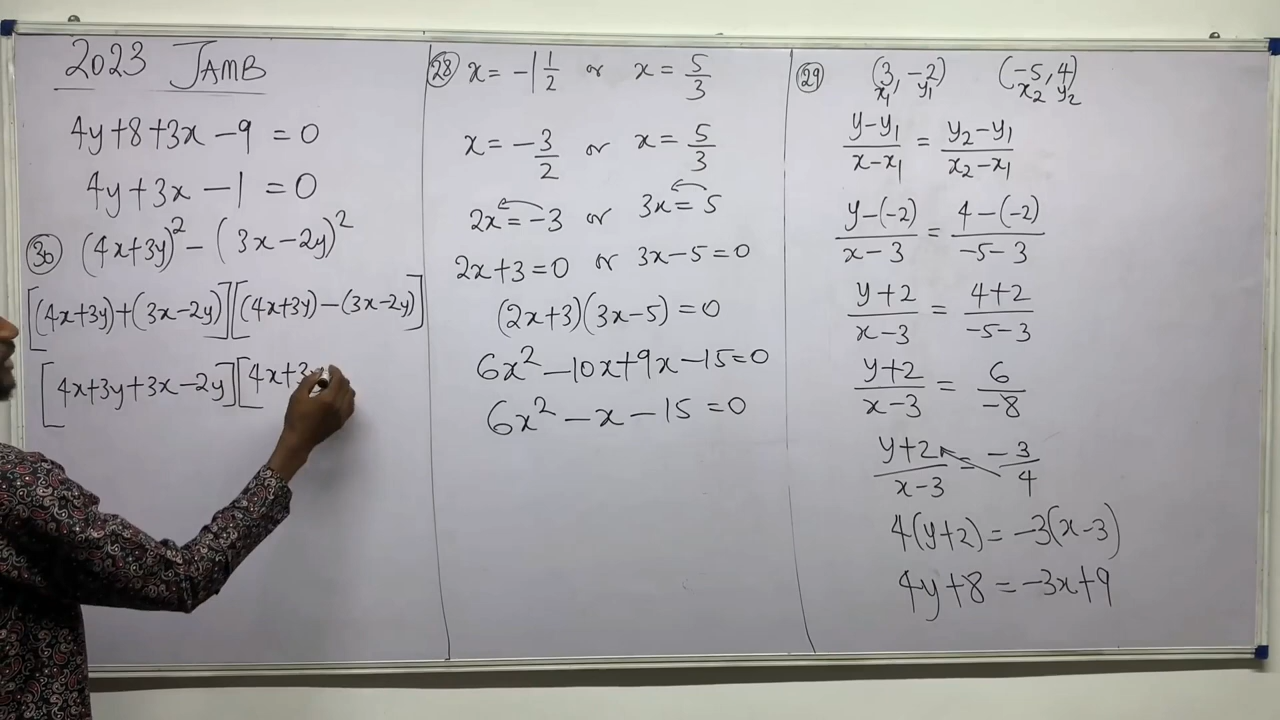 2023 JAMB
4y+8+3x-9=0
4y+3x-1=0
30 (4x+3y)²-(3x-2y)²
[(4x+3y)+(3x-2y)][(4x+3y)-(3x-2y)]
[4x+3y+3x-2y][4x+3y
28 x=-1 1/2 or x=5/3
x=-3/2 or x=5/3
2x=-3 or 3x=5
2x+3=0 or 3x-5=0
(2x+3)(3x-5)=0
6x²-10x+9x-15=0
6x²-x-15=0
29 (3,-2) (-5,4)
x₁ y₁ x₂ y₂
y-y₁/x-x₁ = y₂-y₁/x₂-x₁
y-(-2)/x-3 = 4-(-2)/-5-3
y+2/x-3 = 4+2/-5-3
y+2/x-3 = 6/-8
y+2/x-3 = -3/4
4(y+2)=-3(x-3)
4y+8=-3x+9